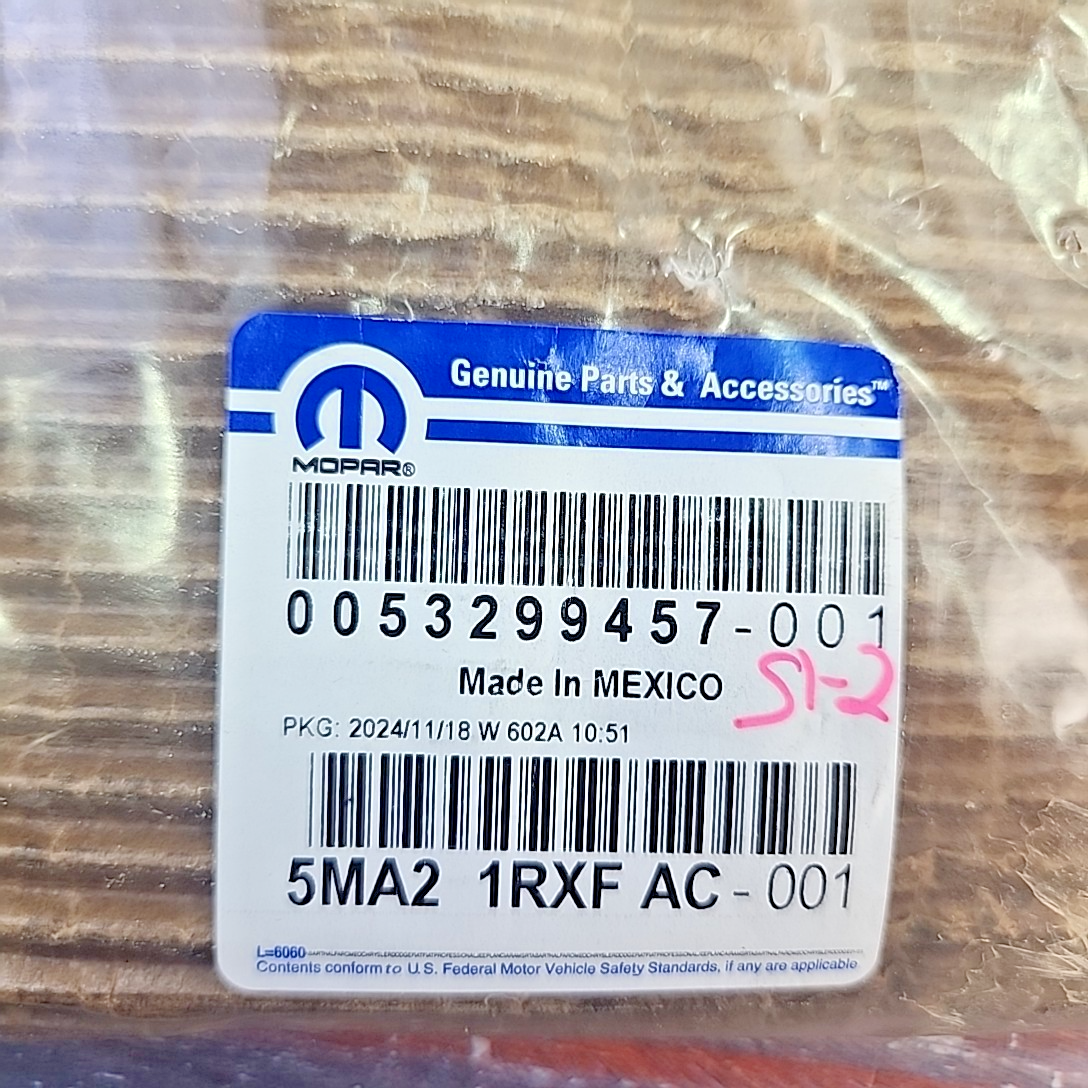 Genuine Parts & Accessories™
MOPAR®
0053299457-001
Made In MEXICO
S1-2
PKG: 2024/11/18 W 602A 10:51
5MA2 1RXF AC-001
L=6060
Contents conform to U.S. Federal Motor Vehicle Safety Standards, if any are applicable